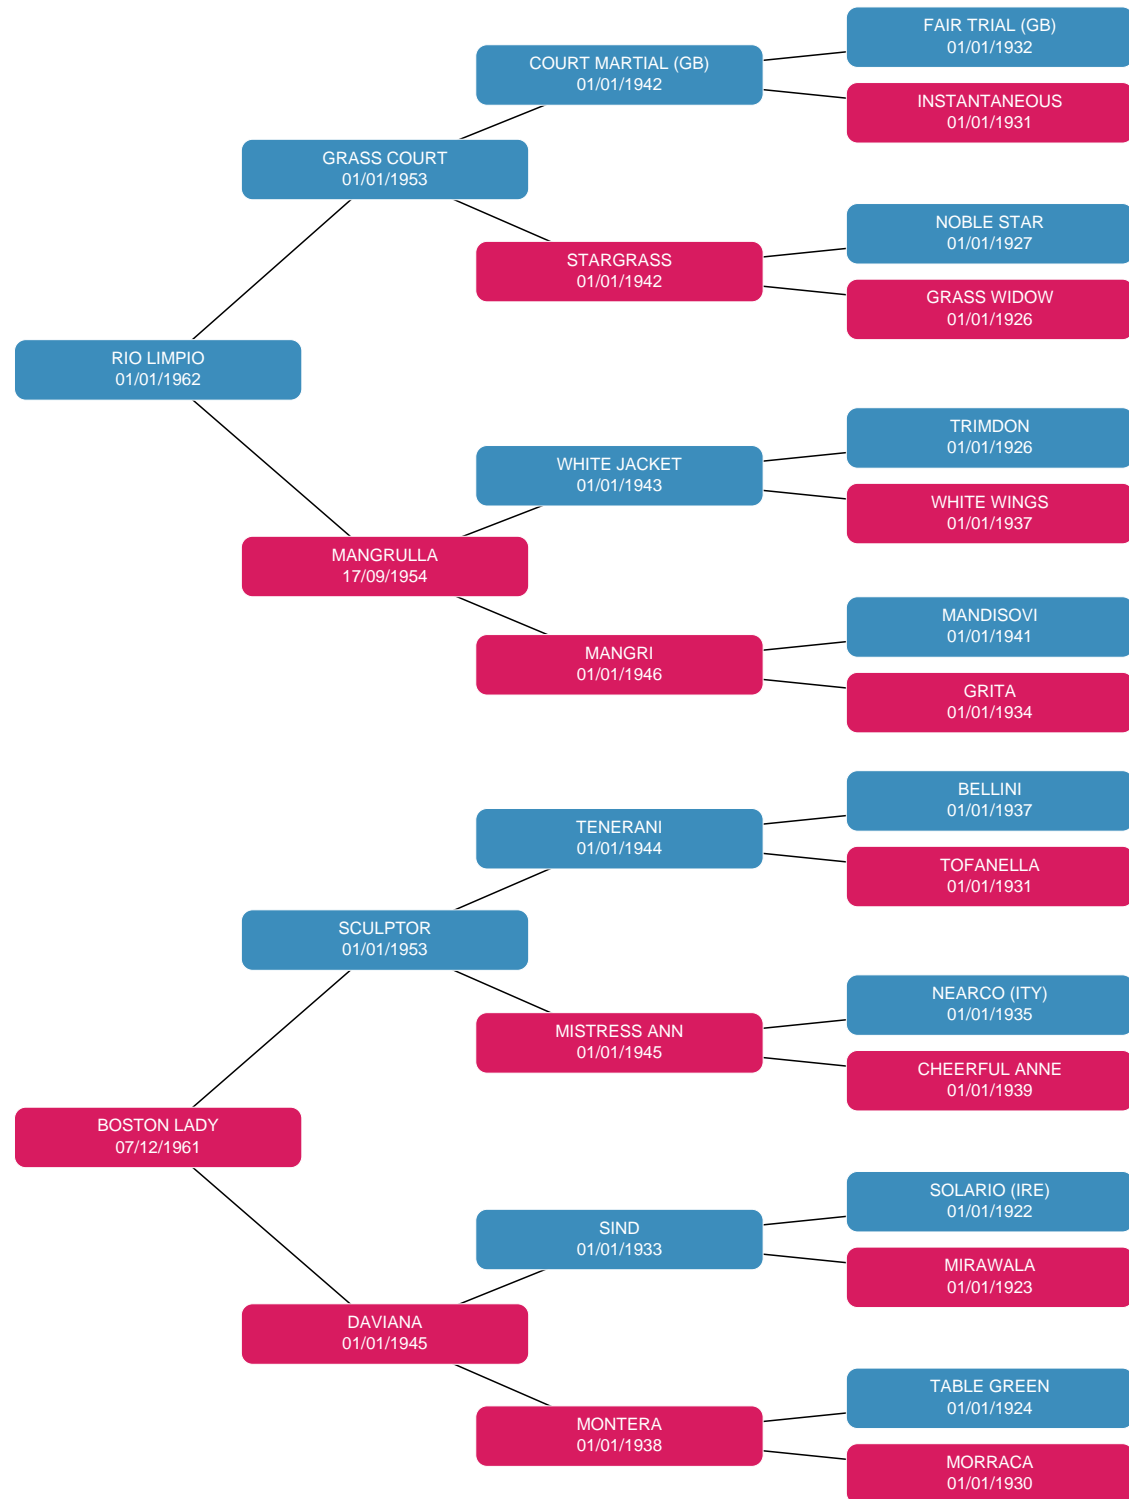 FAIR TRIAL (GB)
01/01/1932
COURT MARTIAL (GB)
01/01/1942
INSTANTANEOUS
01/01/1931
GRASS COURT
01/01/1953
NOBLE STAR
01/01/1927
STARGRASS
01/01/1942
GRASS WIDOW
01/01/1926
RIO LIMPIO
01/01/1962
TRIMDON
01/01/1926
WHITE JACKET
01/01/1943
WHITE WINGS
01/01/1937
MANGRULLA
17/09/1954
MANDISOVI
01/01/1941
MANGRI
01/01/1946
GRITA
01/01/1934
BELLINI
01/01/1937
TENERANI
01/01/1944
TOFANELLA
01/01/1931
SCULPTOR
01/01/1953
NEARCO (ITY)
01/01/1935
MISTRESS ANN
01/01/1945
CHEERFUL ANNE
01/01/1939
BOSTON LADY
07/12/1961
SOLARIO (IRE)
01/01/1922
SIND
01/01/1933
MIRAWALA
01/01/1923
DAVIANA
01/01/1945
TABLE GREEN
01/01/1924
MONTERA
01/01/1938
MORRACA
01/01/1930